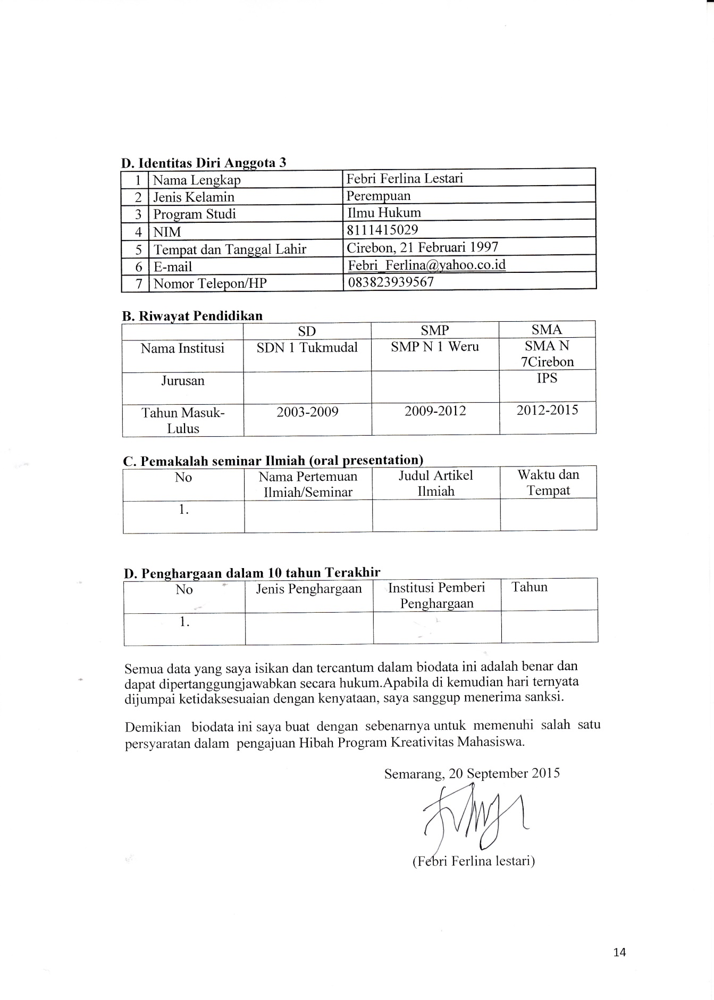 D. Identitas Diri Anggota 3
1 Nama Lengkap Febri Ferlina Lestari
2 Jenis Kelamin Perempuan
3 Program Studi Ilmu Hukum
4 NIM 8111415029
5 Tempat dan Tanggal Lahir Cirebon, 21 Februari 1997
6 E-mail Febri_Ferlina@yahoo.co.id
7 Nomor Telepon/HP 083823939567
B. Riwayat Pendidikan
SD SMP SMA
Nama Institusi SDN 1 Tukmudal SMP N 1 Weru SMA N
7Cirebon
Jurusan IPS
Tahun Masuk- 2003-2009 2009-2012 2012-2015
Lulus
C. Pemakalah seminar Ilmiah (oral presentation)
No Nama Pertemuan Judul Artikel Waktu dan
Ilmiah/Seminar Ilmiah Tempat
1.
D. Penghargaan dalam 10 tahun Terakhir
No Jenis Penghargaan Institusi Pemberi Tahun
Penghargaan
1.
Semua data yang saya isikan dan tercantum dalam biodata ini adalah benar dan
dapat dipertanggungjawabkan secara hukum.Apabila di kemudian hari ternyata
dijumpai ketidaksesuaian dengan kenyataan, saya sanggup menerima sanksi.
Demikian biodata ini saya buat dengan sebenarnya untuk memenuhi salah satu
persyaratan dalam pengajuan Hibah Program Kreativitas Mahasiswa.
Semarang, 20 September 2015
(Febri Ferlina lestari)
14